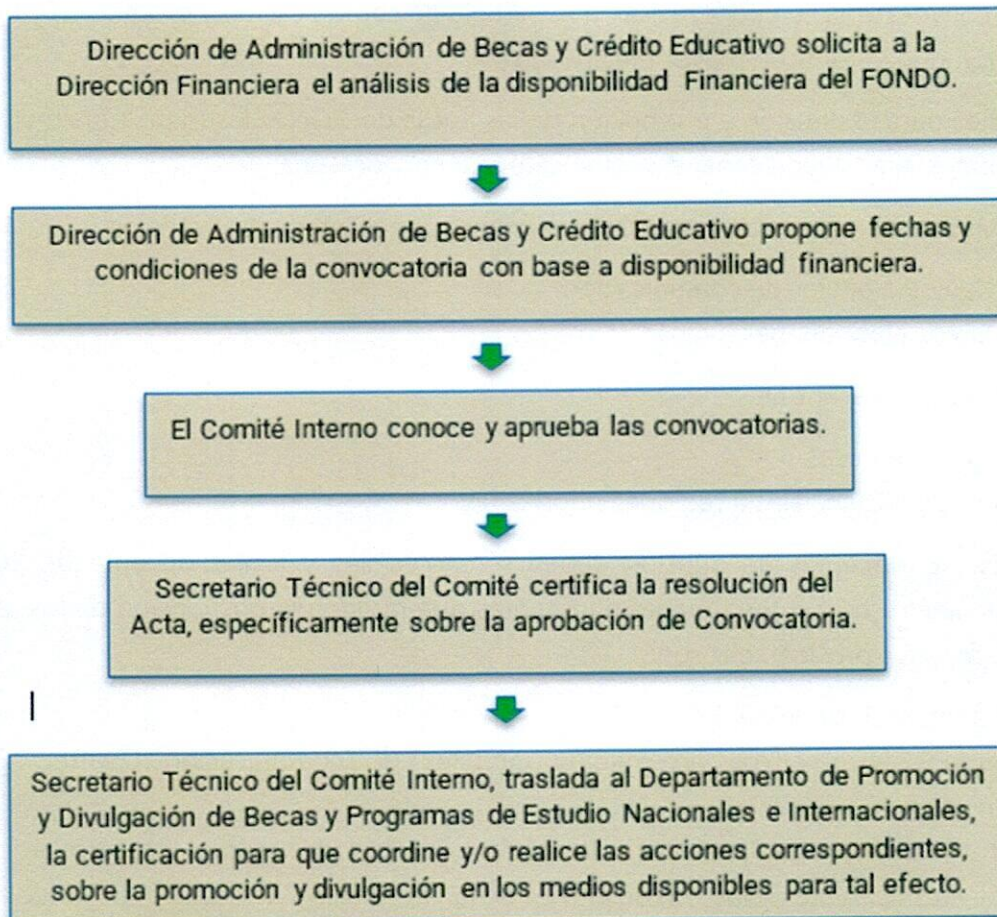 Dirección de Administración de Becas y Crédito Educativo solicita a la
Dirección Financiera el análisis de la disponibilidad Financiera del FONDO.
Dirección de Administración de Becas y Crédito Educativo propone fechas y
condiciones de la convocatoria con base a disponibilidad financiera.
El Comité Interno conoce y aprueba las convocatorias.
Secretario Técnico del Comité certifica la resolución del
Acta, específicamente sobre la aprobación de Convocatoria.
Secretario Técnico del Comité Interno, traslada al Departamento de Promoción
y Divulgación de Becas y Programas de Estudio Nacionales e Internacionales,
la certificación para que coordine y/o realice las acciones correspondientes,
sobre la promoción y divulgación en los medios disponibles para tal efecto.